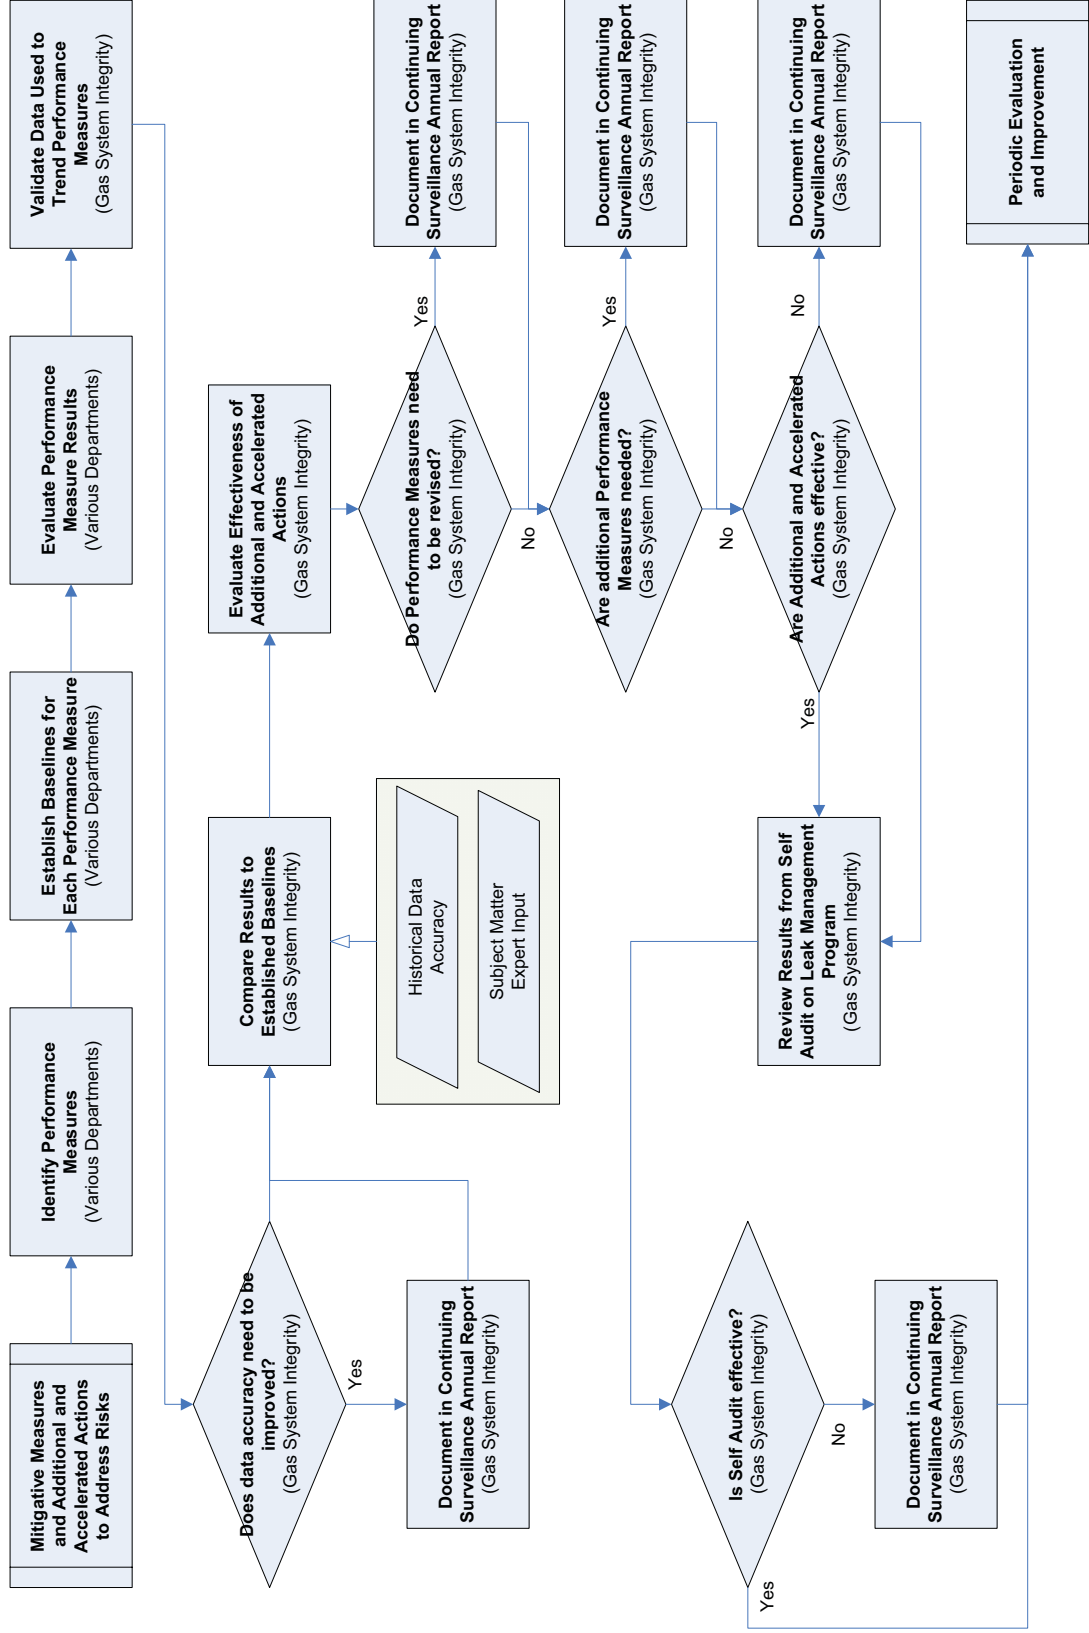 Mitigative Measures
and Additional and
Accelerated Actions
to Address Risks
Identify Performance
Measures
(Various Departments)
Establish Baselines for
Each Performance Measure
(Various Departments)
Evaluate Performance
Measure Results
(Various Departments)
Validate Data Used to
Trend Performance
Measures
(Gas System Integrity)
Does data accuracy need to be
improved?
(Gas System Integrity)
Yes
Document in Continuing
Surveillance Annual Report
(Gas System Integrity)
Compare Results to
Established Baselines
(Gas System Integrity)
Historical Data
Accuracy
Subject Matter
Expert Input
Evaluate Effectiveness of
Additional and Accelerated
Actions
(Gas System Integrity)
Do Performance Measures need
to be revised?
(Gas System Integrity)
Yes
Document in Continuing
Surveillance Annual Report
(Gas System Integrity)
No
Are additional Performance
Measures needed?
(Gas System Integrity)
Yes
Document in Continuing
Surveillance Annual Report
(Gas System Integrity)
No
Are Additional and Accelerated
Actions effective?
(Gas System Integrity)
No
Document in Continuing
Surveillance Annual Report
(Gas System Integrity)
Yes
Review Results from Self
Audit on Leak Management
Program
(Gas System Integrity)
Is Self Audit effective?
(Gas System Integrity)
Yes
No
Document in Continuing
Surveillance Annual Report
(Gas System Integrity)
Periodic Evaluation
and Improvement